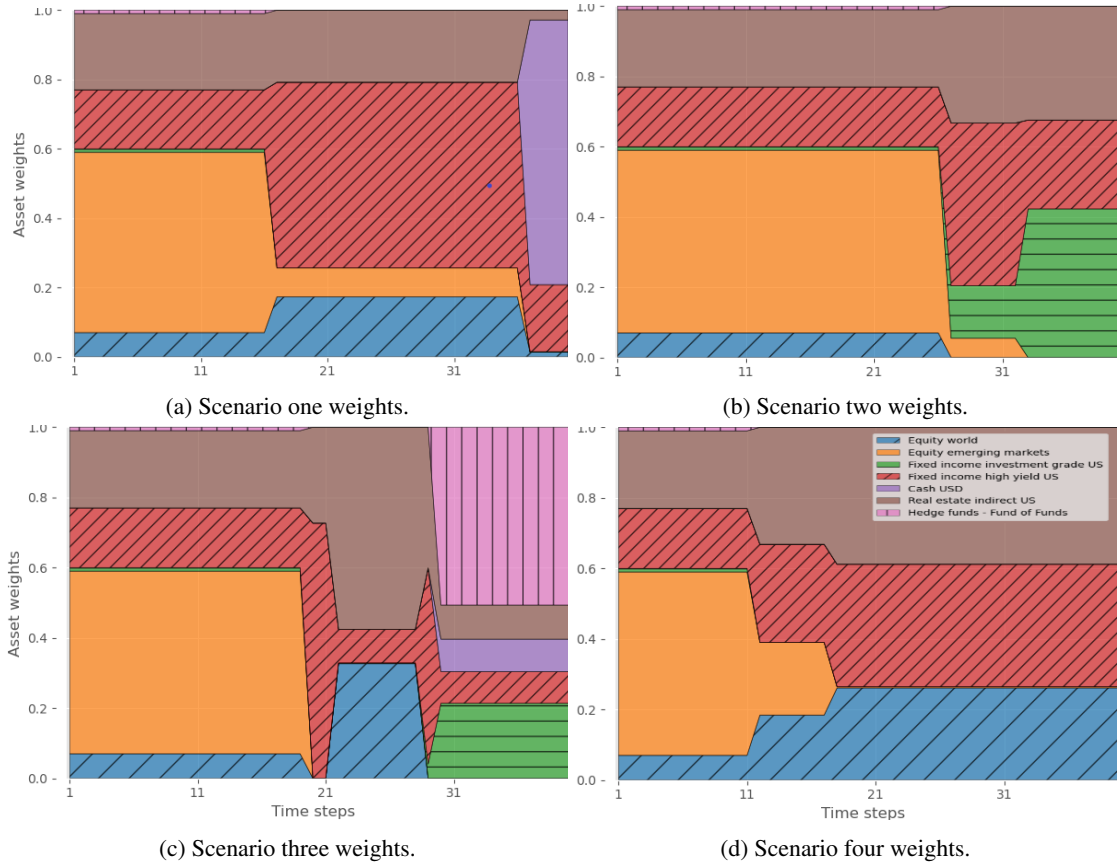 1.0
0.8
0.6
0.4
0.2
0.0
Asset weights
1 11 21 31
(a) Scenario one weights.
1.0
0.8
0.6
0.4
0.2
0.0
1 11 21 31
(b) Scenario two weights.
1.0
0.8
0.6
0.4
0.2
0.0
Asset weights
1 11 21 31
Time steps
(c) Scenario three weights.
1.0
0.8
0.6
0.4
0.2
0.0
Equity world
Equity emerging markets
Fixed income investment grade US
Fixed income high yield US
Cash USD
Real estate indirect US
Hedge funds - Fund of Funds
1 11 21 31
Time steps
(d) Scenario four weights.